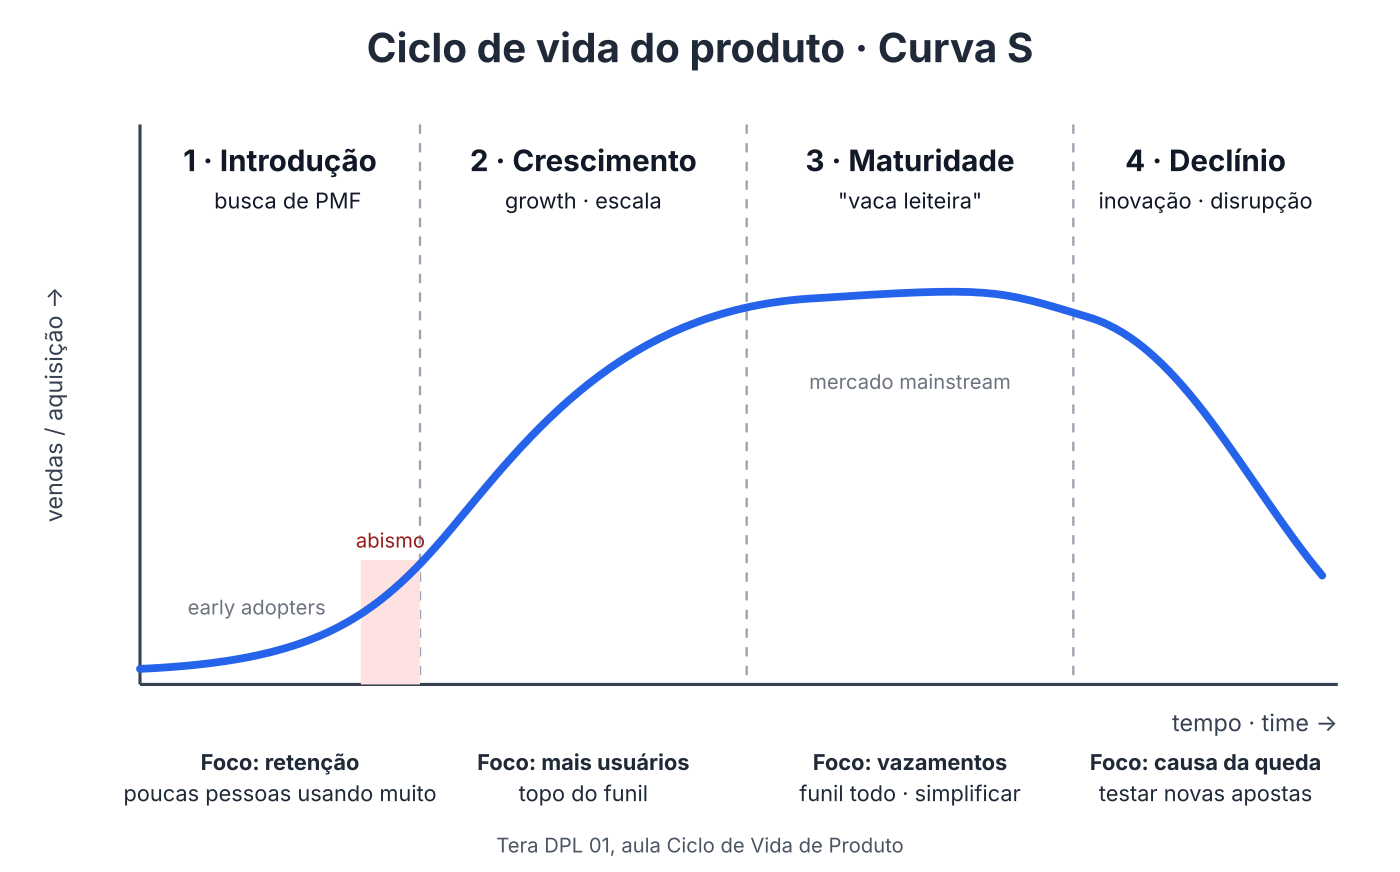 Ciclo de vida do produto · Curva S
1 · Introdução
busca de PMF
2 · Crescimento
growth · escala
3 · Maturidade
"vaca leiteira"
4 · Declínio
inovação · disrupção
vendas / aquisição →
mercado mainstream
abismo
early adopters
tempo · time →
Foco: retenção
poucas pessoas usando muito
Foco: mais usuários
topo do funil
Foco: vazamentos
funil todo · simplificar
Foco: causa da queda
testar novas apostas
Tera DPL 01, aula Ciclo de Vida de Produto